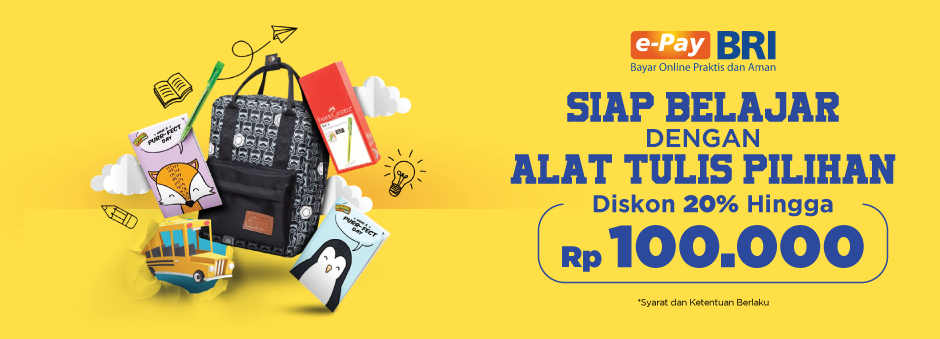 e-Pay BRI
Bayar Online Praktis dan Aman
SIAP BELAJAR
DENGAN
ALAT TULIS PILIHAN
Diskon 20% Hingga
Rp 100.000
*Syarat dan Ketentuan Berlaku
PURR-FECT
DAY
FABER-CASTELL
PURR-FECT
DAY